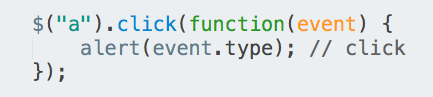 $("a").click(function(event) {
    alert(event.type); // click
});